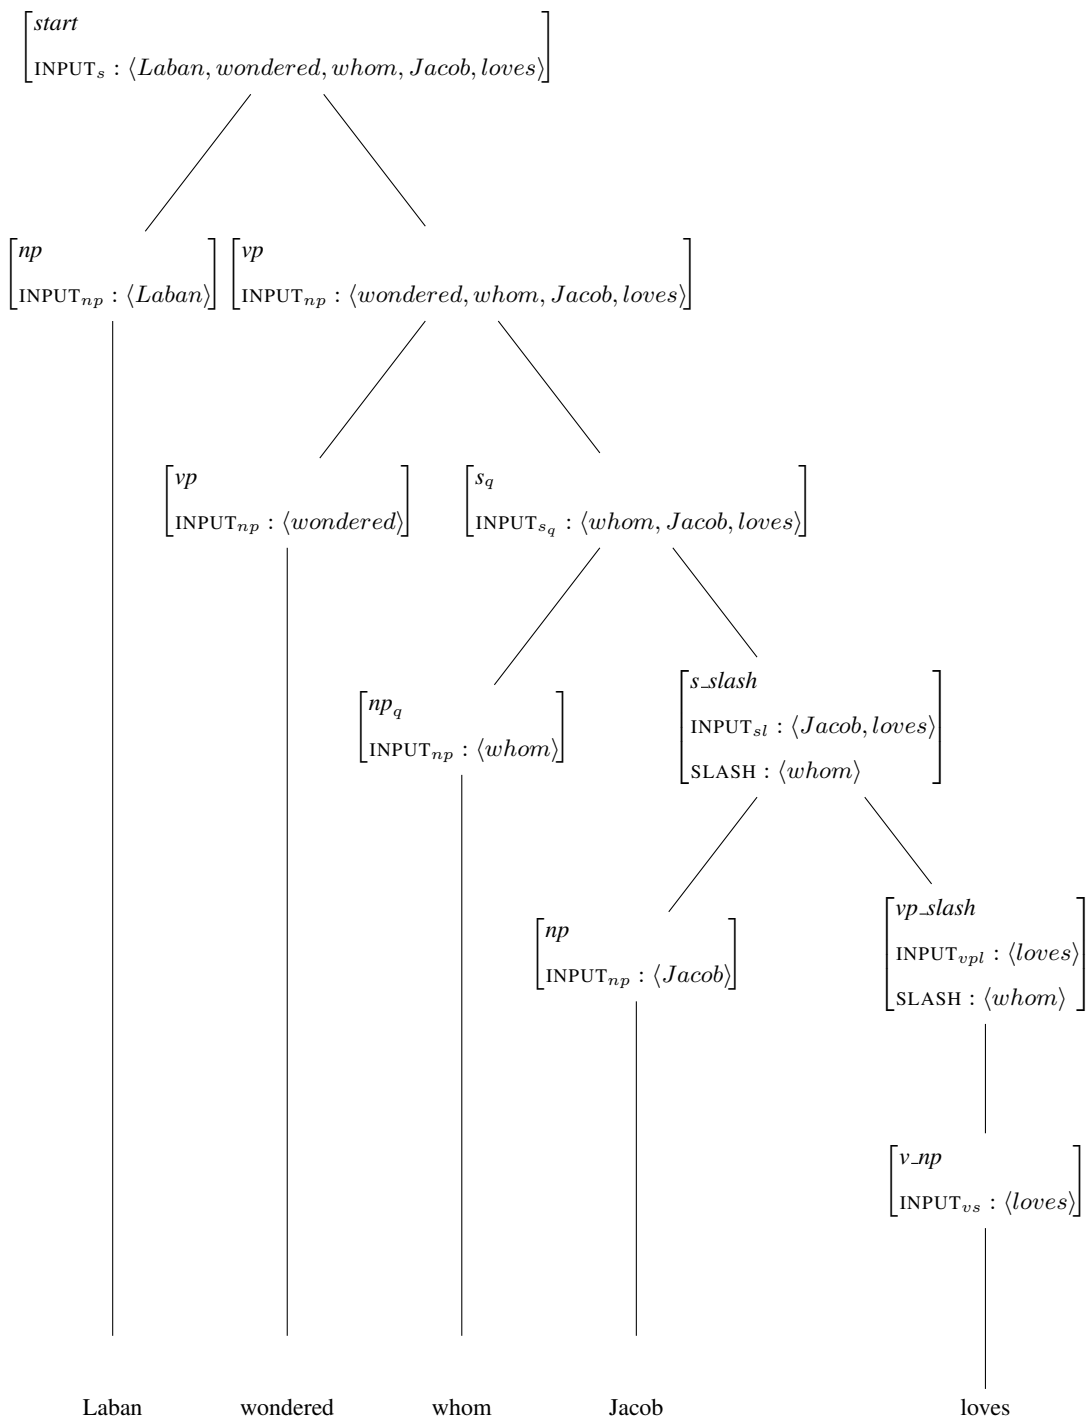 start
INPUT_s : ⟨Laban, wondered, whom, Jacob, loves⟩
np
INPUT_np : ⟨Laban⟩
vp
INPUT_np : ⟨wondered, whom, Jacob, loves⟩
vp
INPUT_np : ⟨wondered⟩
s_q
INPUT_s_q : ⟨whom, Jacob, loves⟩
np_q
INPUT_np : ⟨whom⟩
s_slash
INPUT_sl : ⟨Jacob, loves⟩
SLASH : ⟨whom⟩
np
INPUT_np : ⟨Jacob⟩
vp_slash
INPUT_vpl : ⟨loves⟩
SLASH : ⟨whom⟩
v_np
INPUT_vs : ⟨loves⟩
Laban wondered whom Jacob loves